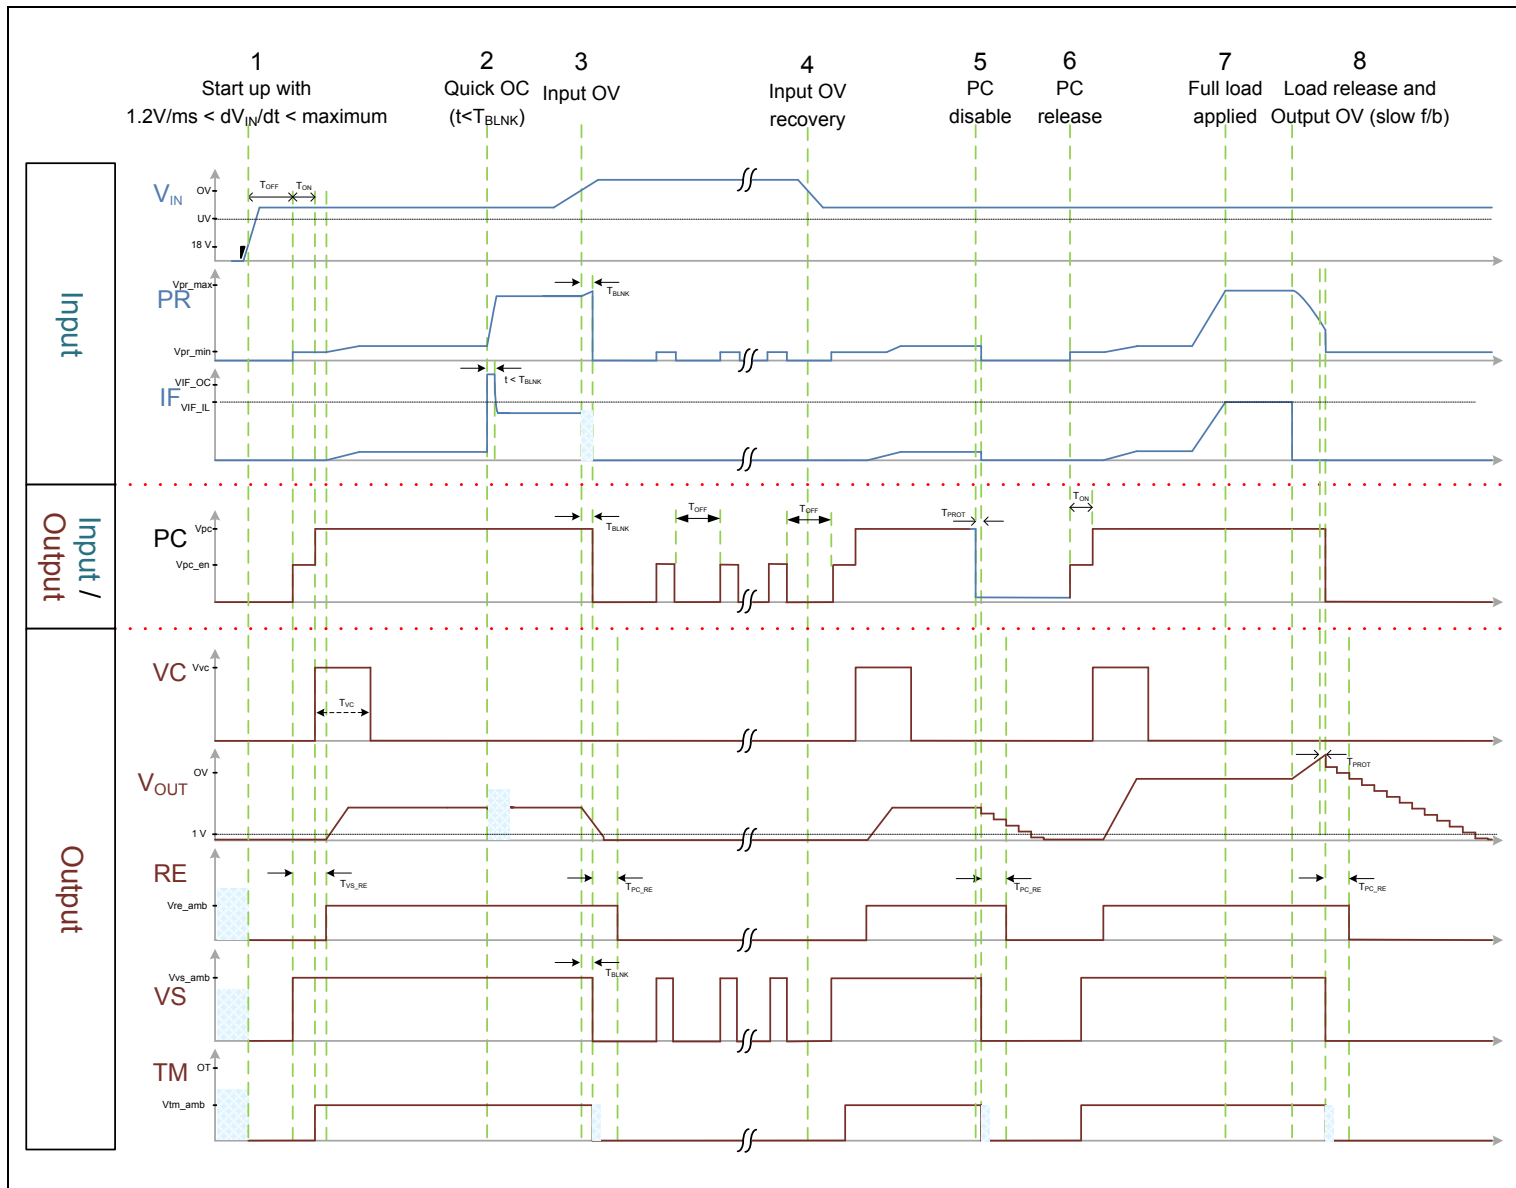 1
Start up with
1.2V/ms < dVIN/dt < maximum
2
Quick OC
(t<TBLNK)
3
Input OV
4
Input OV
recovery
5
PC
disable
6
PC
release
7
Full load
applied
8
Load release and
Output OV (slow f/b)
Input
VIN
OV
UV
18 V
TOFF
TON
PR
Vpr_max
Vpr_min
TBLNK
IF
VIF_OC
VIF_IL
t < TBLNK
Input /
Output
PC
Vpc
Vpc_en
TBLNK
TOFF
TOFF
TPROT
TON
Output
VC
Vvc
TVC
VOUT
OV
1 V
TPROT
RE
Vre_amb
TVS_RE
TPC_RE
TPC_RE
TPC_RE
VS
Vvs_amb
TBLNK
TM
OT
Vtm_amb